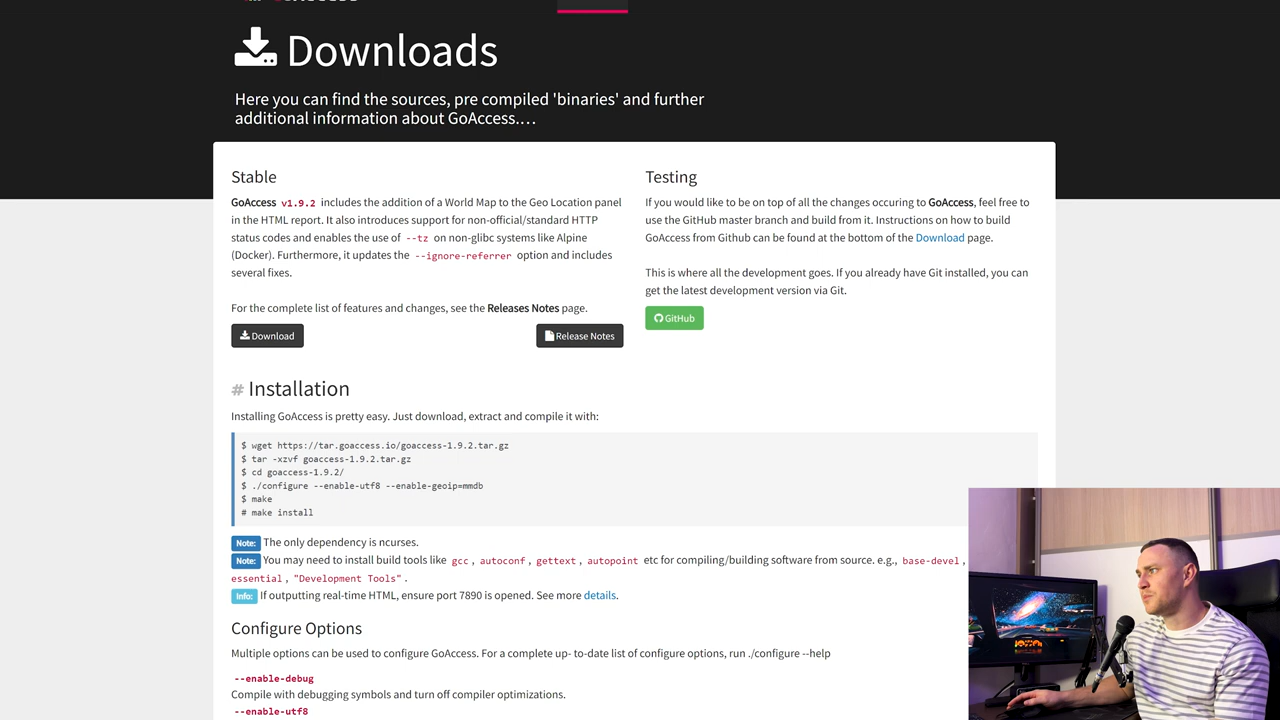 Downloads
Here you can find the sources, pre compiled 'binaries' and further
additional information about GoAccess.…
Stable
GoAccess v1.9.2 includes the addition of a World Map to the Geo Location panel
in the HTML report. It also introduces support for non-official/standard HTTP
status codes and enables the use of --tz on non-glibc systems like Alpine
(Docker). Furthermore, it updates the --ignore-referrer option and includes
several fixes.
For the complete list of features and changes, see the Releases Notes page.
Download
Release Notes
Testing
If you would like to be on top of all the changes occuring to GoAccess, feel free to
use the GitHub master branch and build from it. Instructions on how to build
GoAccess from Github can be found at the bottom of the Download page.
This is where all the development goes. If you already have Git installed, you can
get the latest development version via Git.
GitHub
# Installation
Installing GoAccess is pretty easy. Just download, extract and compile it with:
$ wget https://tar.goaccess.io/goaccess-1.9.2.tar.gz
$ tar -xzvf goaccess-1.9.2.tar.gz
$ cd goaccess-1.9.2/
$ ./configure --enable-utf8 --enable-geoip=mmdb
$ make
# make install
Note: The only dependency is ncurses.
Note: You may need to install build tools like gcc, autoconf, gettext, autopoint etc for compiling/building software from source. e.g., base-devel,
essential, "Development Tools".
Info: If outputing real-time HTML, ensure port 7890 is opened. See more details.
Configure Options
Multiple options can be used to configure GoAccess. For a complete up- to-date list of configure options, run ./configure --help
--enable-debug
Compile with debugging symbols and turn off compiler optimizations.
--enable-utf8